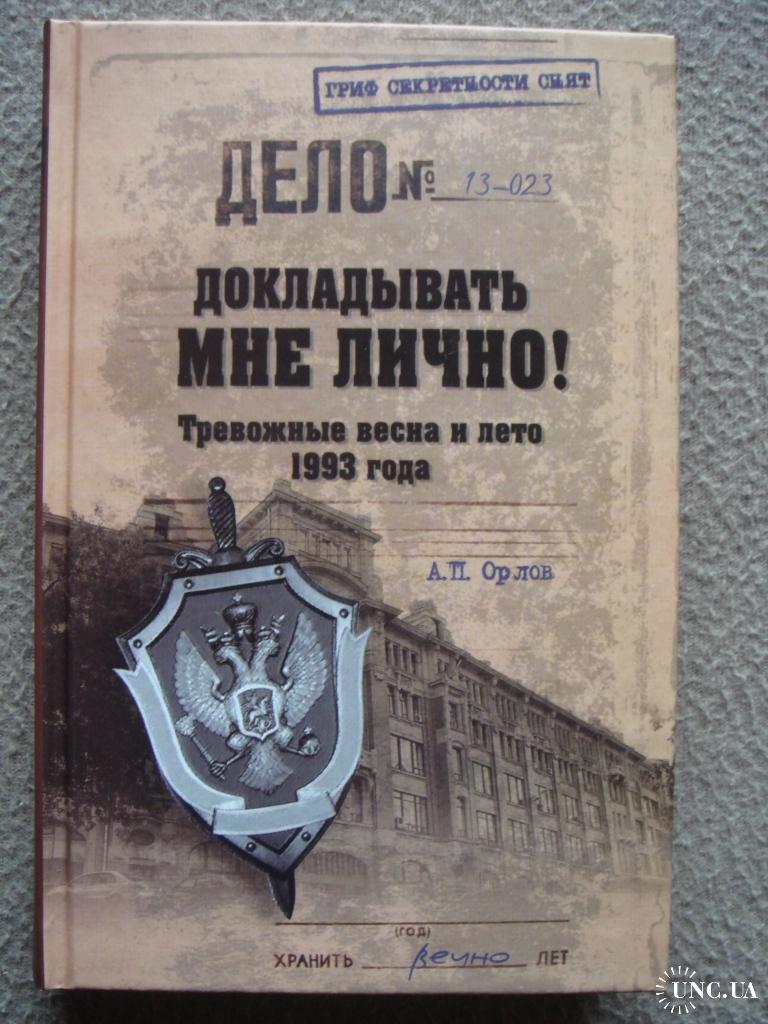 ГРИФ СЕКРЕТНОСТИ СНЯТ
ДЕЛО № 13-023
ДОКЛАДЫВАТЬ
МНЕ ЛИЧНО!
Тревожные весна и лето
1993 года
А.П. Орлов
(ГОД)
ХРАНИТЬ вечно ЛЕТ
UNC.UA